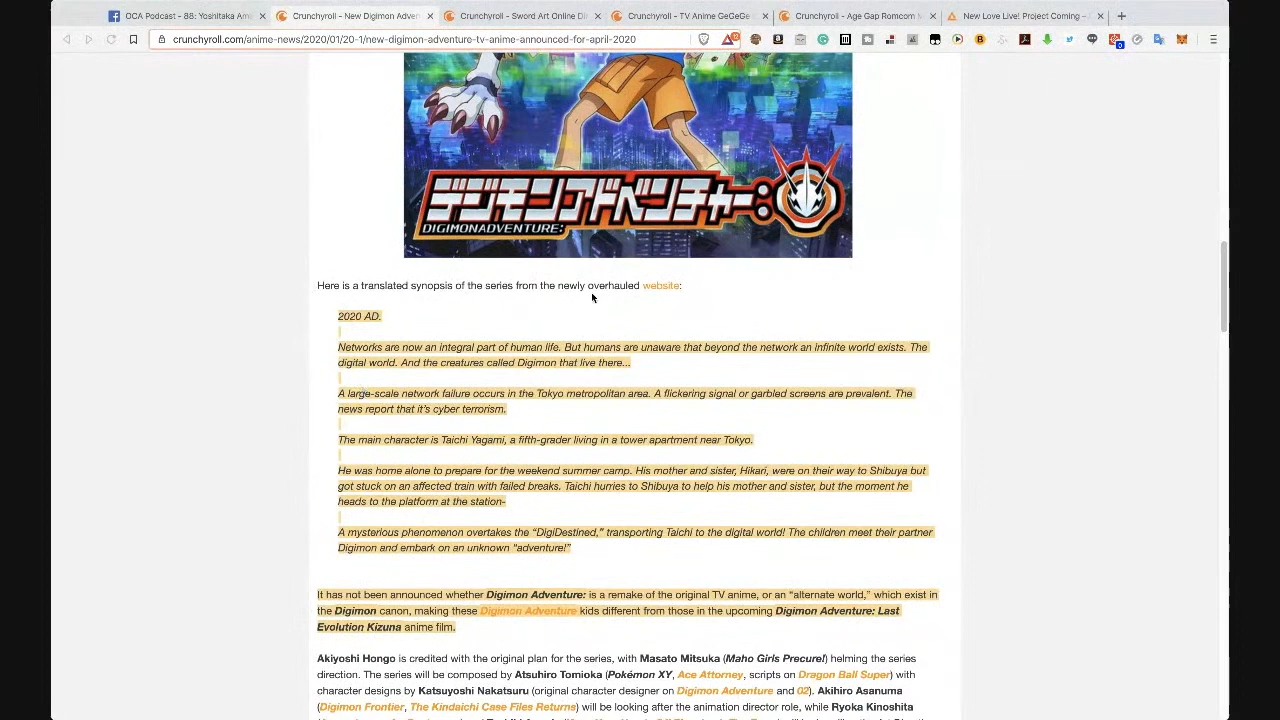 OCA Podcast - 88: Yoshitaka Am
Crunchyroll - New Digimon Adven
Crunchyroll - Sword Art Online Di
Crunchyroll - TV Anime GeGeGe
Crunchyroll - Age Gap Romcom M
New Love Live! Project Coming -
crunchyroll.com/anime-news/2020/01/20-1/new-digimon-adventure-tv-anime-announced-for-april-2020
デジモンアドベンチャー:
DIGIMONADVENTURE:
Here is a translated synopsis of the series from the newly overhauled website:
2020 AD.
Networks are now an integral part of human life. But humans are unaware that beyond the network an infinite world exists. The
digital world. And the creatures called Digimon that live there...
A large-scale network failure occurs in the Tokyo metropolitan area. A flickering signal or garbled screens are prevalent. The
news report that it's cyber terrorism.
The main character is Taichi Yagami, a fifth-grader living in a tower apartment near Tokyo.
He was home alone to prepare for the weekend summer camp. His mother and sister, Hikari, were on their way to Shibuya but
got stuck on an affected train with failed breaks. Taichi hurries to Shibuya to help his mother and sister, but the moment he
heads to the platform at the station-
A mysterious phenomenon overtakes the “DigiDestined,” transporting Taichi to the digital world! The children meet their partner
Digimon and embark on an unknown “adventure!”
It has not been announced whether Digimon Adventure: is a remake of the original TV anime, or an “alternate world,” which exist in
the Digimon canon, making these Digimon Adventure kids different from those in the upcoming Digimon Adventure: Last
Evolution Kizuna anime film.
Akiyoshi Hongo is credited with the original plan for the series, with Masato Mitsuka (Maho Girls Precure!) helming the series
direction. The series will be composed by Atsuhiro Tomioka (Pokémon XY, Ace Attorney, scripts on Dragon Ball Super) with
character designs by Katsuyoshi Nakatsuru (original character designer on Digimon Adventure and 02). Akihiro Asanuma
(Digimon Frontier, The Kindaichi Case Files Returns) will be looking after the animation director role, while Ryoka Kinoshita